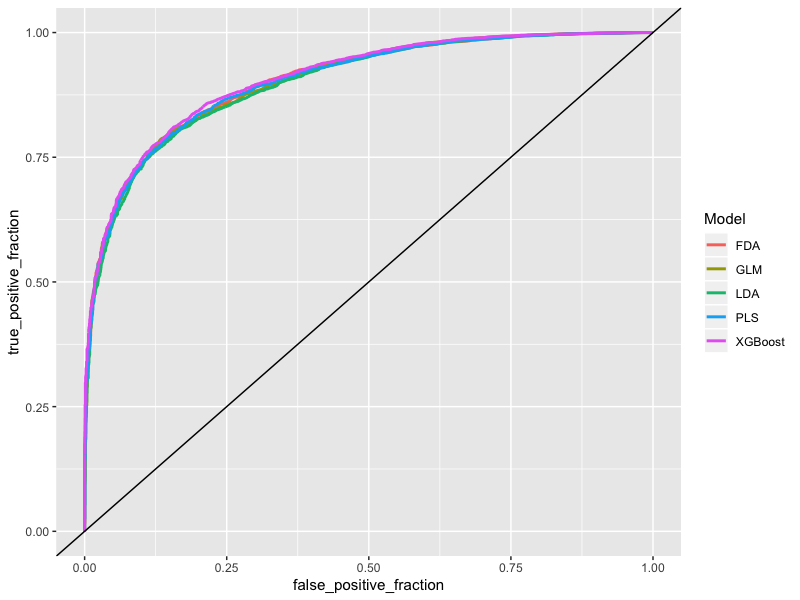 1.00
0.75
0.50
0.25
0.00
true_positive_fraction
0.00 0.25 0.50 0.75 1.00
false_positive_fraction
Model
FDA
GLM
LDA
PLS
XGBoost